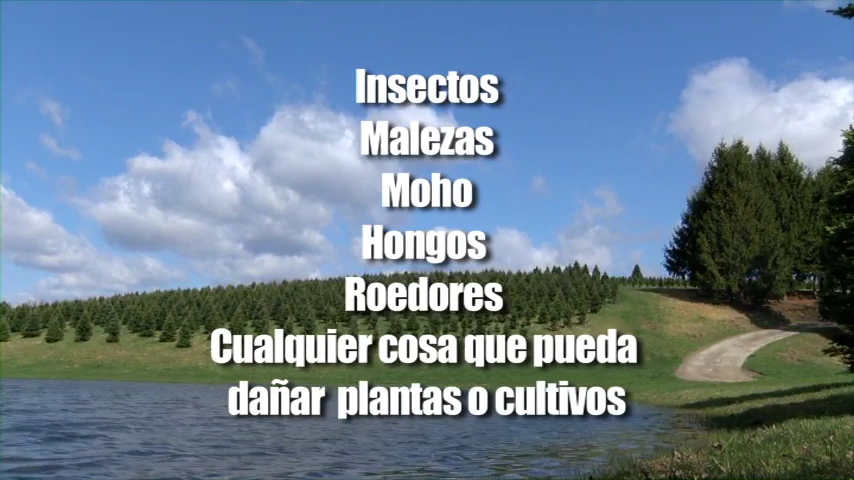 Insectos
Malezas
Moho
Hongos
Roedores
Cualquier cosa que pueda
dañar plantas o cultivos